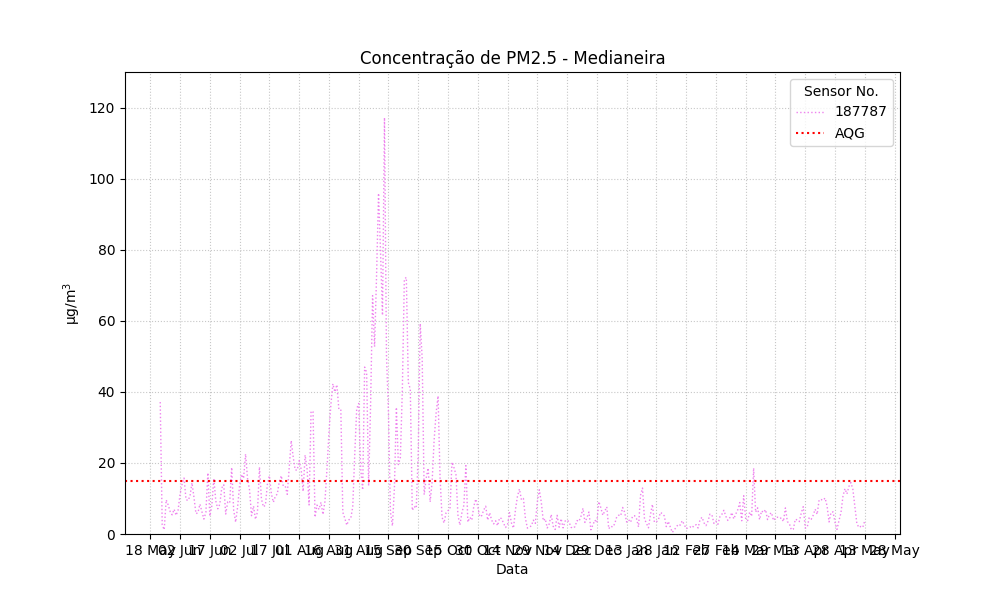 Concentração de PM2.5 - Medianeira
Sensor No.
187787
AQG
120
100
80
60
40
20
0
µg/m³
18 May 02 Jun 17 Jun 02 Jul 17 Jul 01 Aug 16 Aug 31 Aug 15 Sep 30 Sep 15 Oct 30 Oct 14 Nov 29 Nov 14 Dec 29 Dec 13 Jan 28 Jan 12 Feb 27 Feb 14 Mar 29 Mar 13 Apr 28 Apr 13 May 28 May
Data